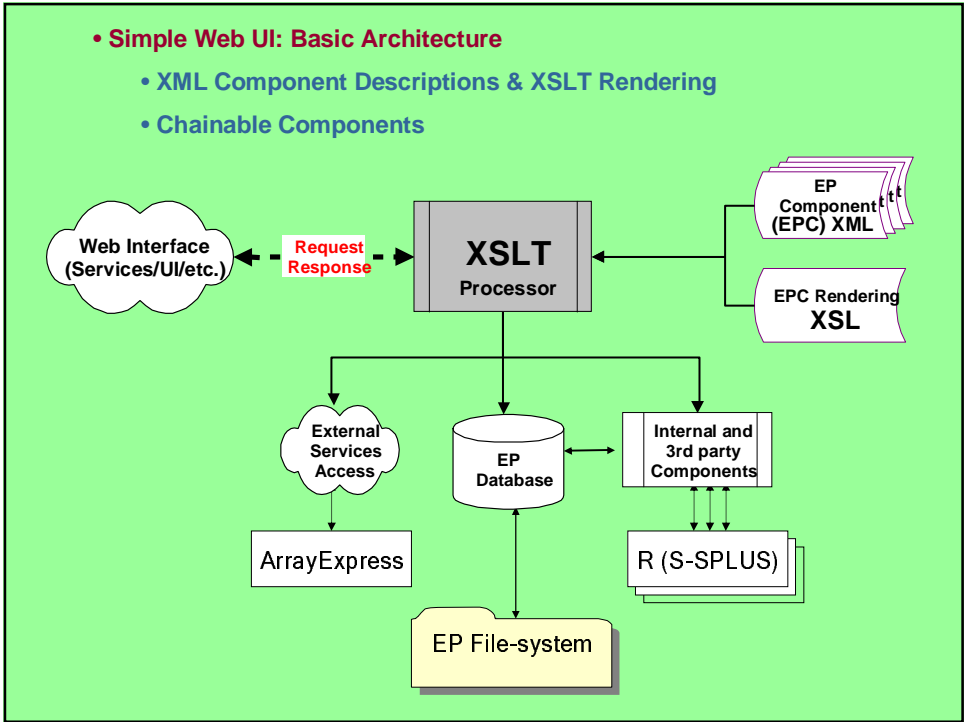 • Simple Web UI: Basic Architecture
• XML Component Descriptions & XSLT Rendering
• Chainable Components
EP
Component
(EPC) XML
t
t
t
Web Interface
(Services/UI/etc.)
Request
Response
XSLT
Processor
EPC Rendering
XSL
External
Services
Access
EP
Database
Internal and
3rd party
Components
ArrayExpress
R (S-SPLUS)
EP File-system